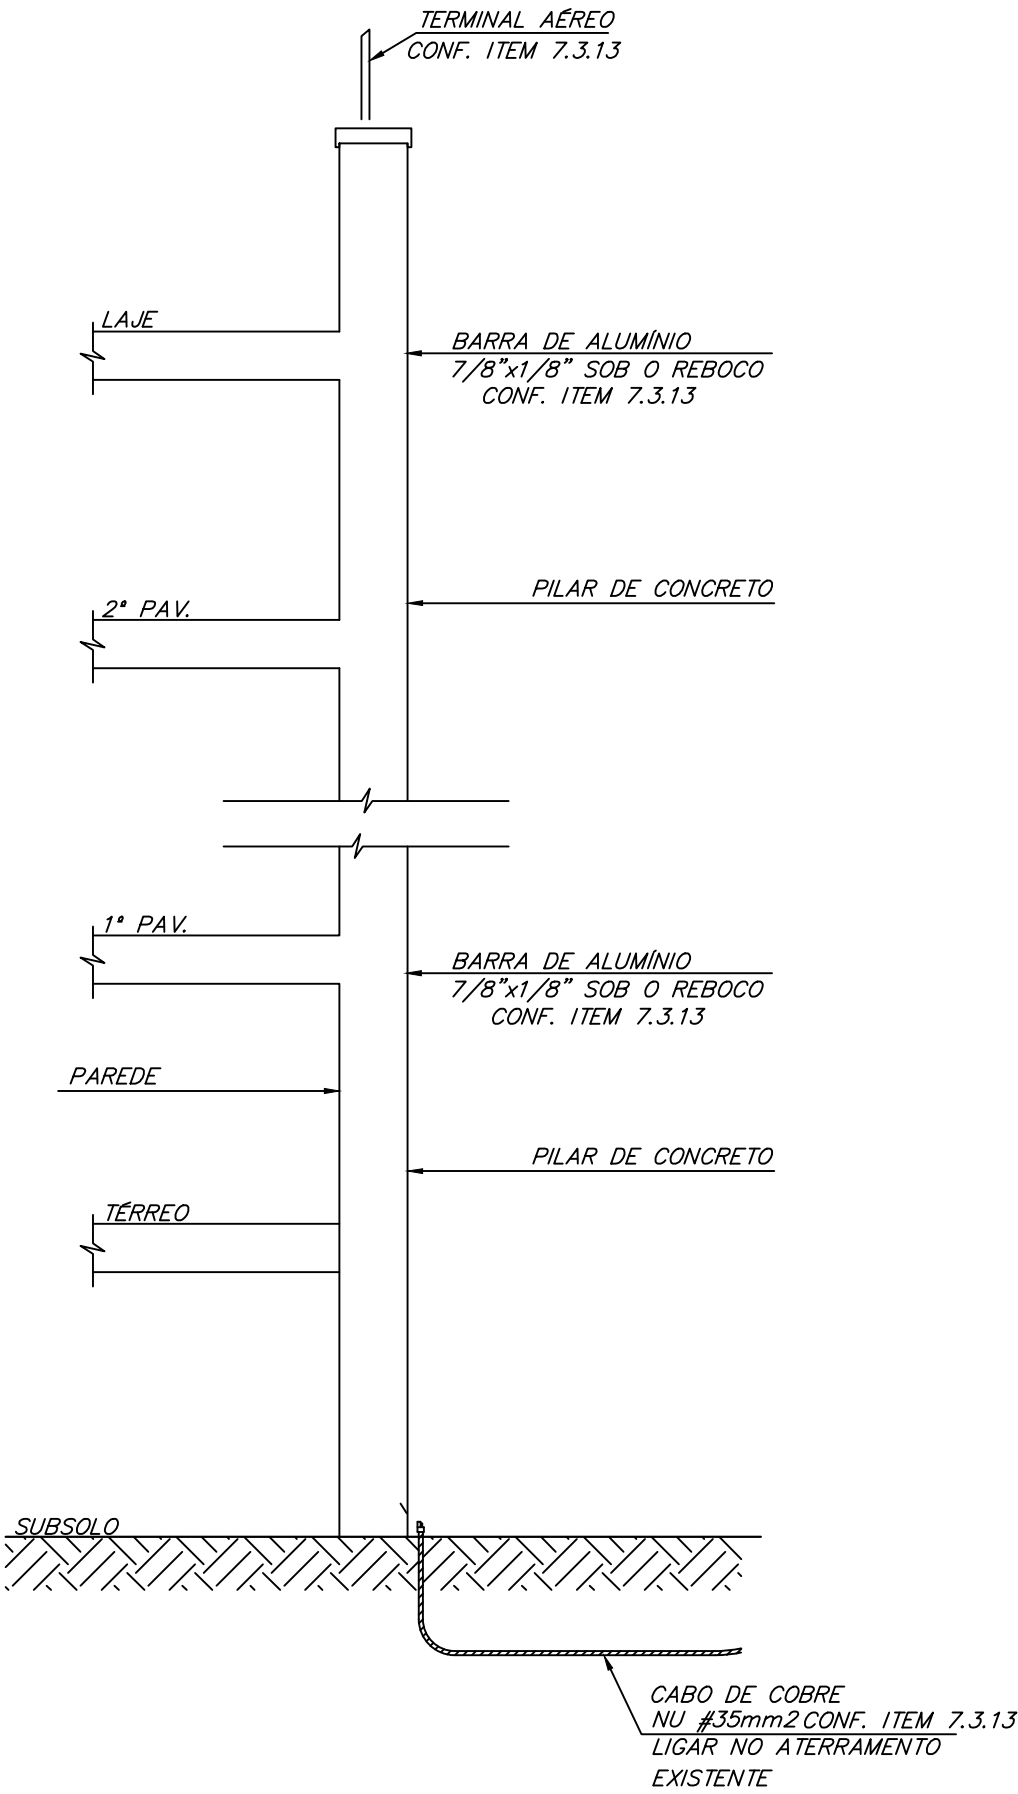 TERMINAL AÉREO
CONF. ITEM 7.3.13
LAJE
BARRA DE ALUMÍNIO
7/8"x1/8" SOB O REBOCO
CONF. ITEM 7.3.13
PILAR DE CONCRETO
2ª PAV.
1ª PAV.
BARRA DE ALUMÍNIO
7/8"x1/8" SOB O REBOCO
CONF. ITEM 7.3.13
PAREDE
PILAR DE CONCRETO
TÉRREO
SUBSOLO
CABO DE COBRE
NU #35mm2 CONF. ITEM 7.3.13
LIGAR NO ATERRAMENTO
EXISTENTE